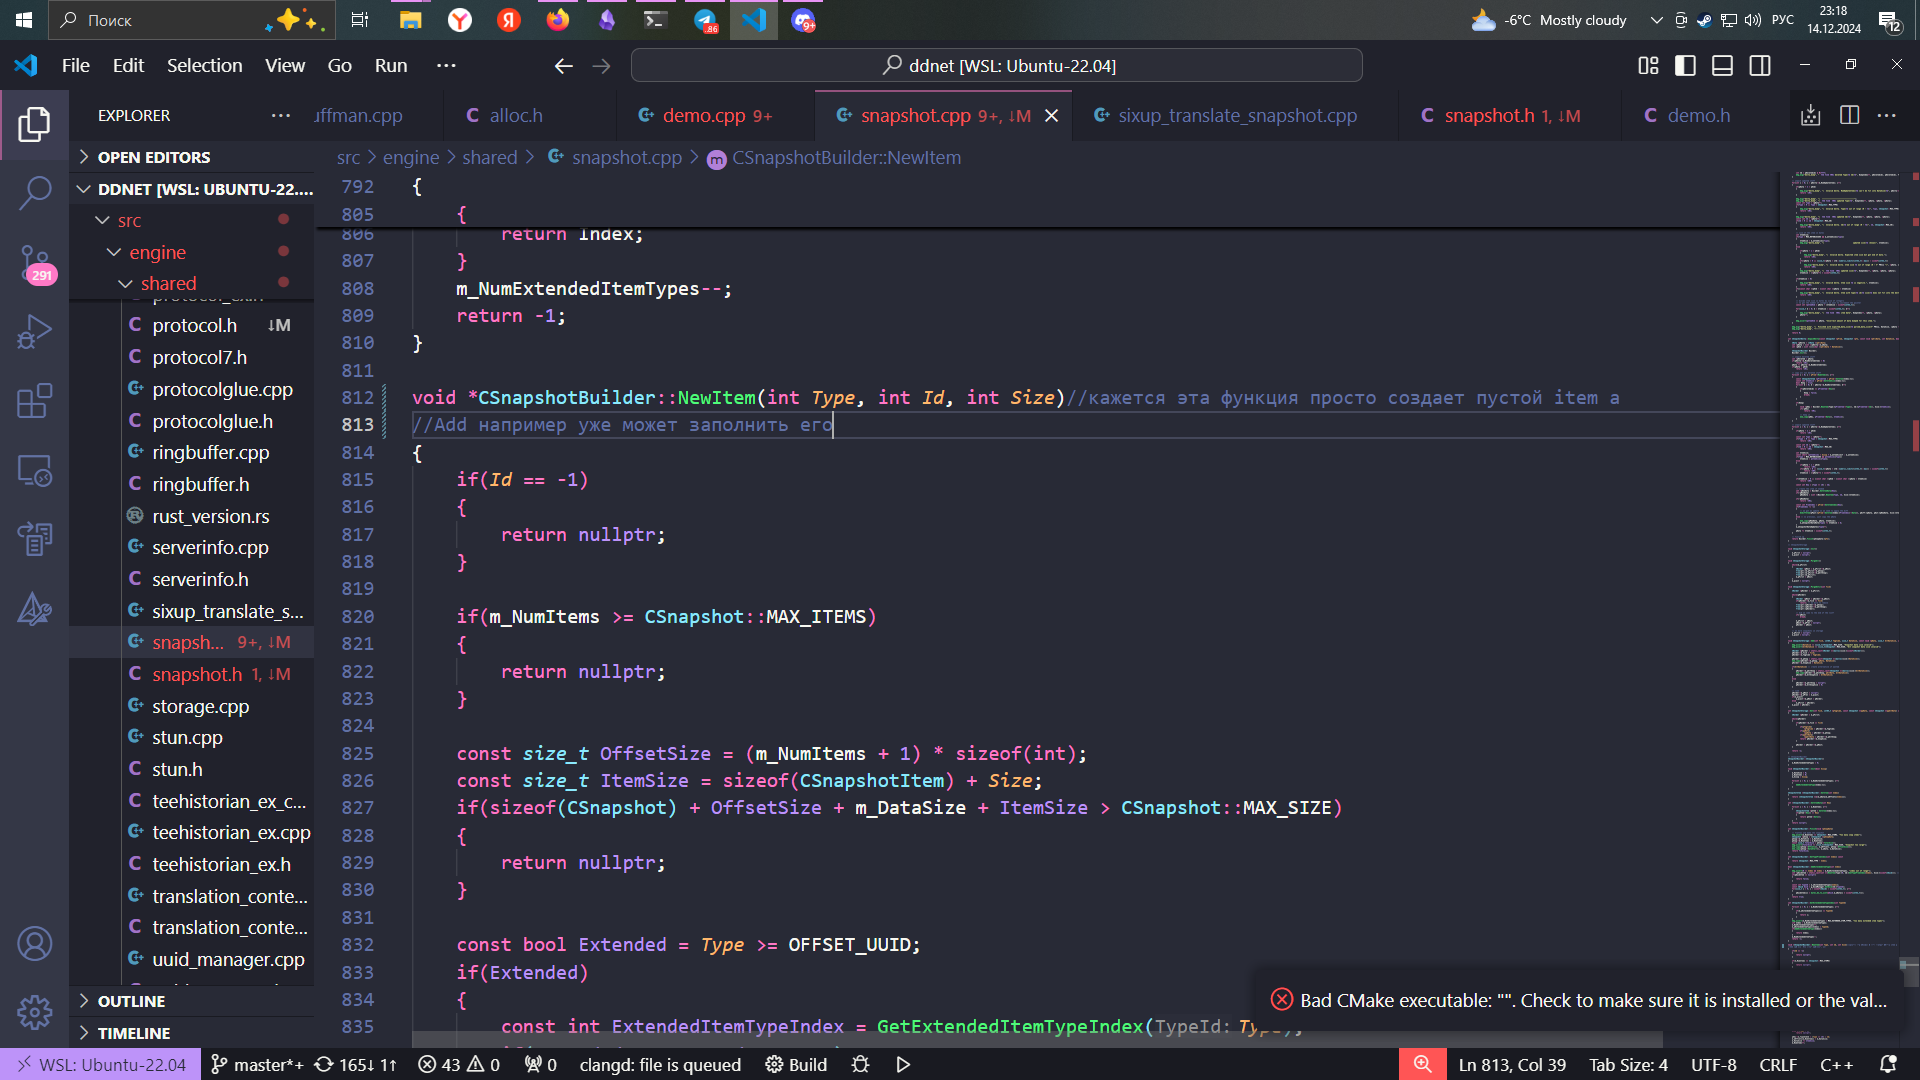 Поиск
86
9+
-6°C Mostly cloudy
РУС
23:18
14.12.2024
12
File Edit Selection View Go Run ···
ddnet [WSL: Ubuntu-22.04]
EXPLORER ···
uffman.cpp
alloc.h
demo.cpp 9+
snapshot.cpp 9+, ↓M
sixup_translate_snapshot.cpp
snapshot.h 1, ↓M
demo.h
src > engine > shared > snapshot.cpp > CSnapshotBuilder::NewItem
OPEN EDITORS
DDNET [WSL: UBUNTU-22....
src
engine
shared
protocol_ex.h
protocol.h ↓M
protocol7.h
protocolglue.cpp
protocolglue.h
ringbuffer.cpp
ringbuffer.h
rust_version.rs
serverinfo.cpp
serverinfo.h
sixup_translate_s...
snapsh... 9+, ↓M
snapshot.h 1, ↓M
storage.cpp
stun.cpp
stun.h
teehistorian_ex_c...
teehistorian_ex.cpp
teehistorian_ex.h
translation_conte...
translation_conte...
uuid_manager.cpp
OUTLINE
TIMELINE
291
792 {
805 {
806 return Index;
807 }
808 m_NumExtendedItemTypes--;
809 return -1;
810 }
811
812 void *CSnapshotBuilder::NewItem(int Type, int Id, int Size)//кажется эта функция просто создает пустой item а
813 //Add например уже может заполнить его
814 {
815 if(Id == -1)
816 {
817 return nullptr;
818 }
819
820 if(m_NumItems >= CSnapshot::MAX_ITEMS)
821 {
822 return nullptr;
823 }
824
825 const size_t OffsetSize = (m_NumItems + 1) * sizeof(int);
826 const size_t ItemSize = sizeof(CSnapshotItem) + Size;
827 if(sizeof(CSnapshot) + OffsetSize + m_DataSize + ItemSize > CSnapshot::MAX_SIZE)
828 {
829 return nullptr;
830 }
831
832 const bool Extended = Type >= OFFSET_UUID;
833 if(Extended)
834 {
835 const int ExtendedItemTypeIndex = GetExtendedItemTypeIndex(TypeId: Type);
Bad CMake executable: "". Check to make sure it is installed or the val...
WSL: Ubuntu-22.04 master*+ 165↓ 1↑ 43 0 0 clangd: file is queued Build
Ln 813, Col 39 Tab Size: 4 UTF-8 CRLF C++